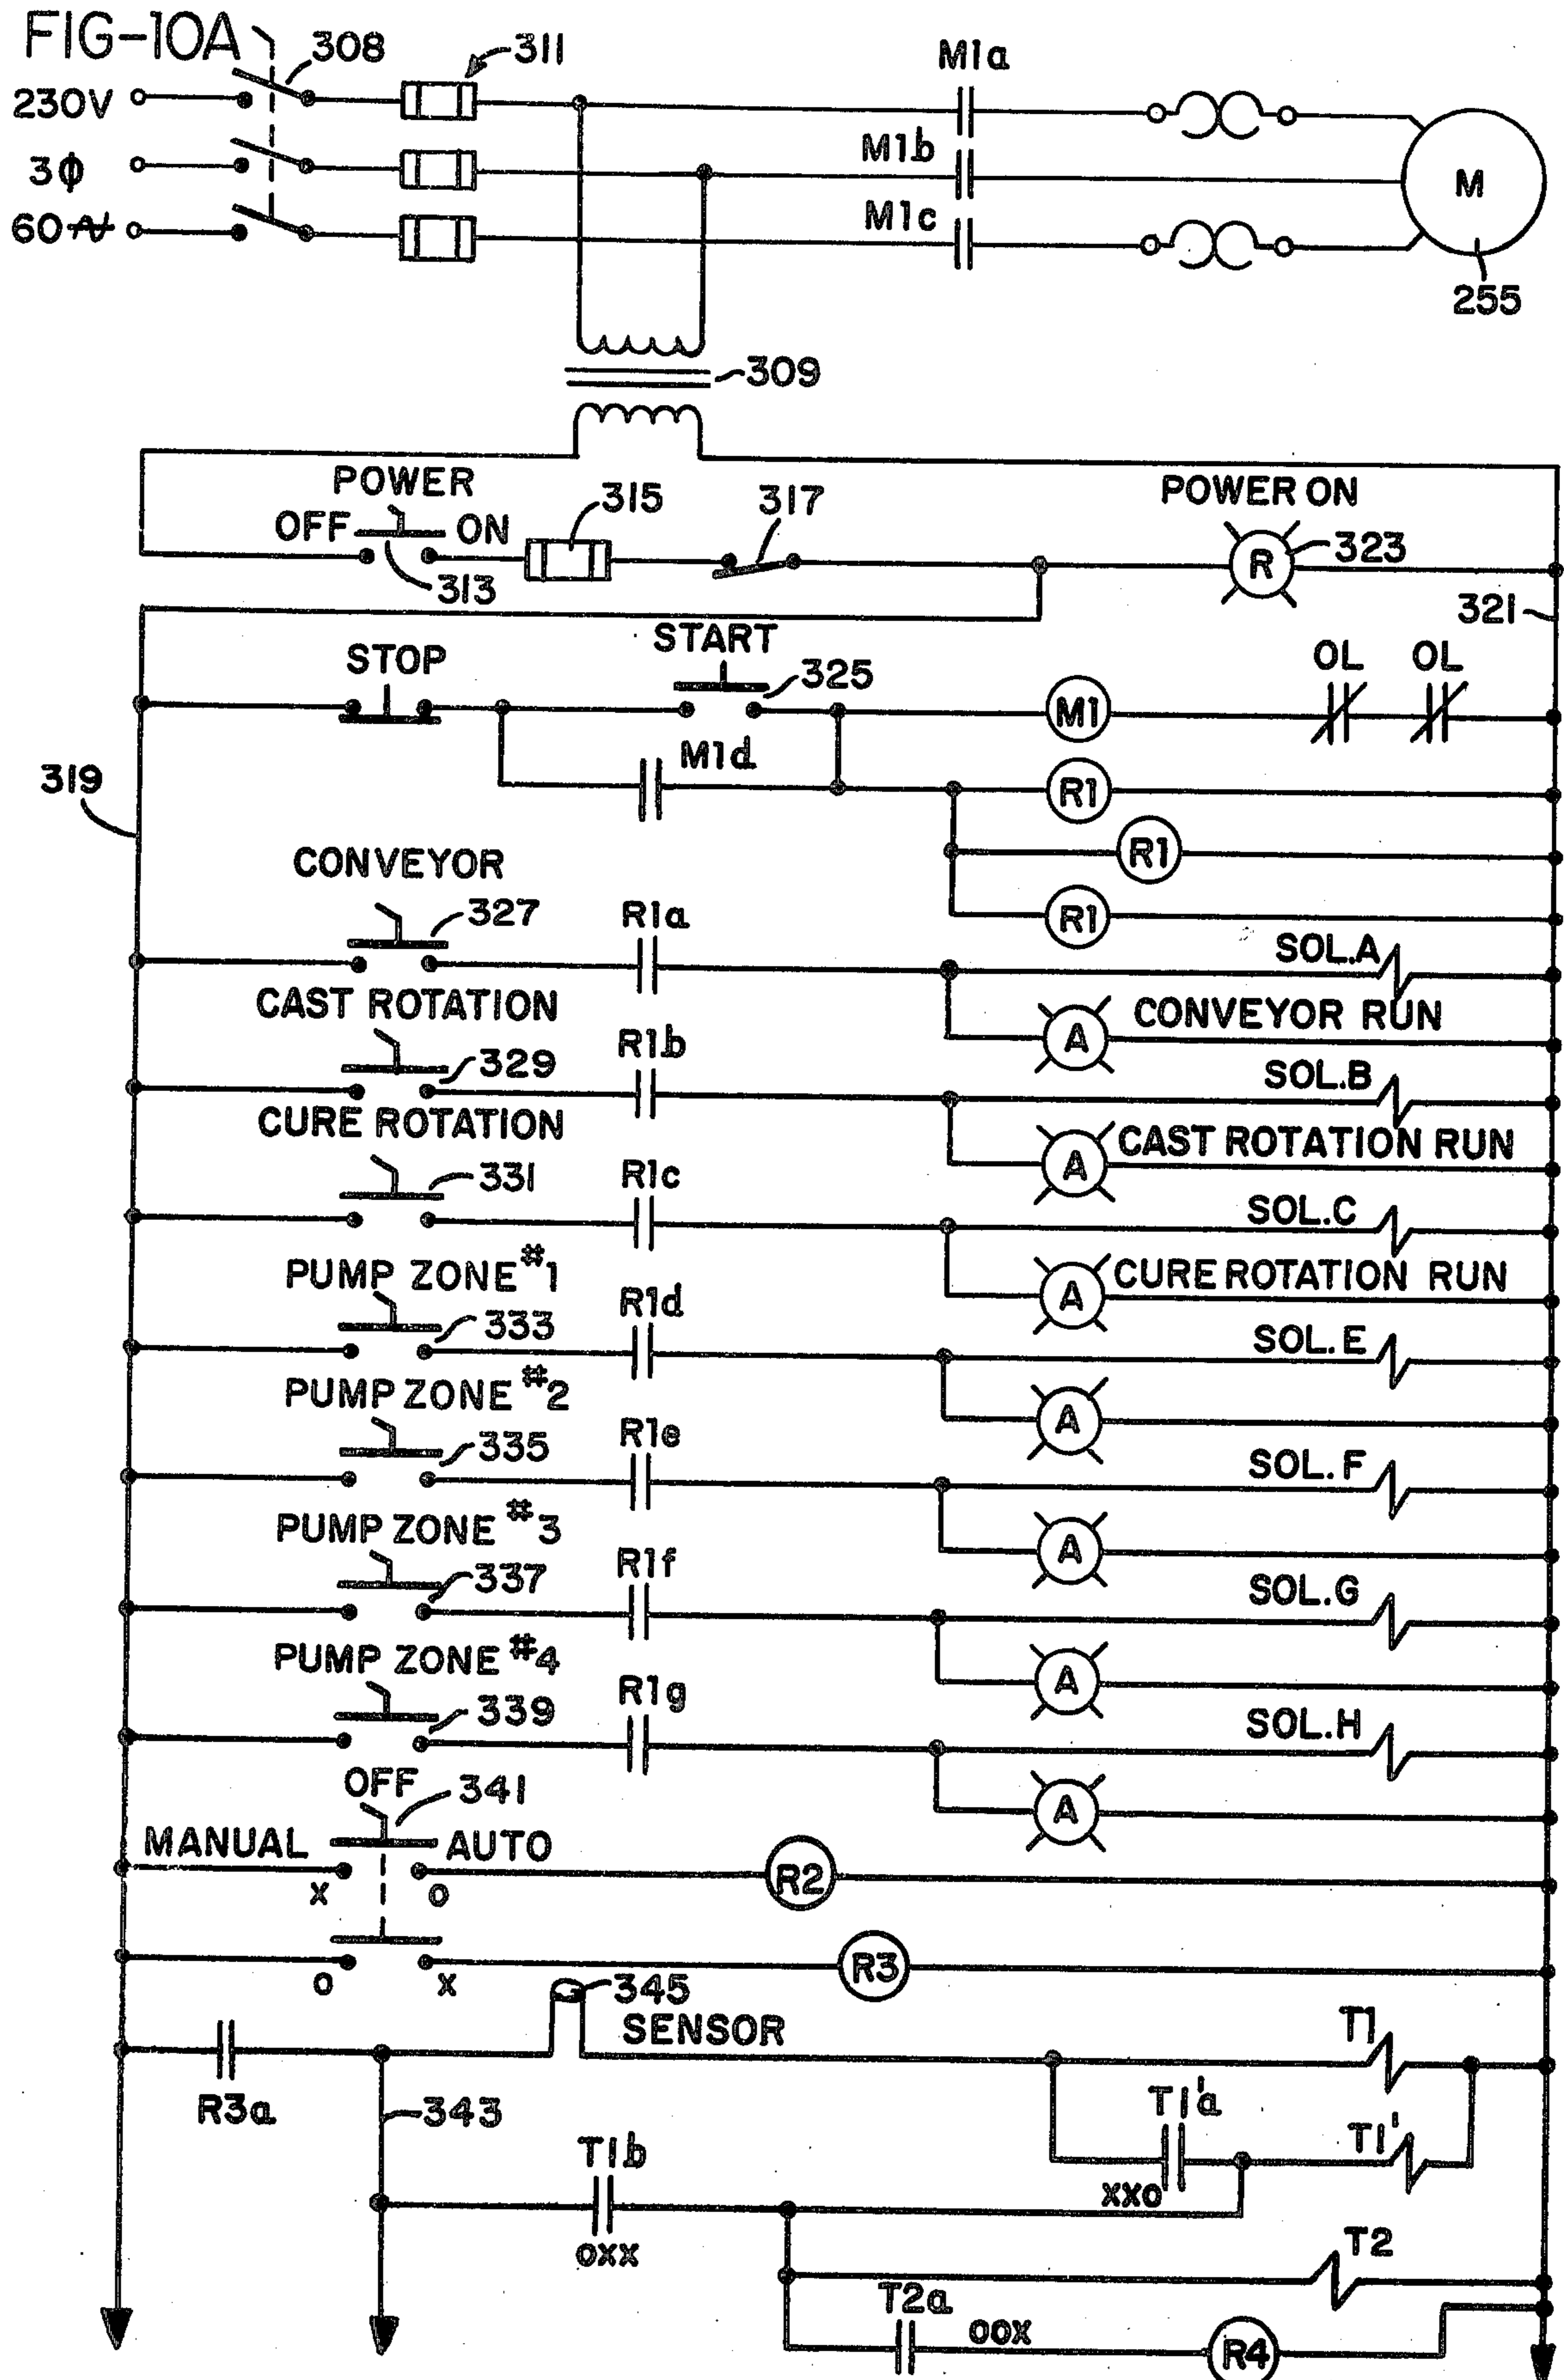 FIG-10A
308
311
M1a
230V
M1b
3ϕ
M
M1c
60~
255
309
POWER
315
317
POWER ON
OFF
ON
R
323
313
321
START
STOP
325
OL
OL
M1
M1d
319
R1
R1
CONVEYOR
327
R1a
R1
SOL.A
CAST ROTATION
CONVEYOR RUN
A
R1b
329
SOL.B
CURE ROTATION
CAST ROTATION RUN
A
331
R1c
SOL.C
PUMP ZONE #1
CURE ROTATION RUN
A
R1d
333
SOL. E
PUMP ZONE #2
A
R1e
335
SOL. F
PUMP ZONE #3
A
R1f
337
SOL.G
PUMP ZONE #4
A
R1g
339
SOL.H
OFF
341
A
MANUAL
AUTO
R2
X
O
R3
O
X
345
SENSOR
T1
R3a
343
T1'a
T1'
T1b
XXO
OXX
T2
T2a
OOX
R4